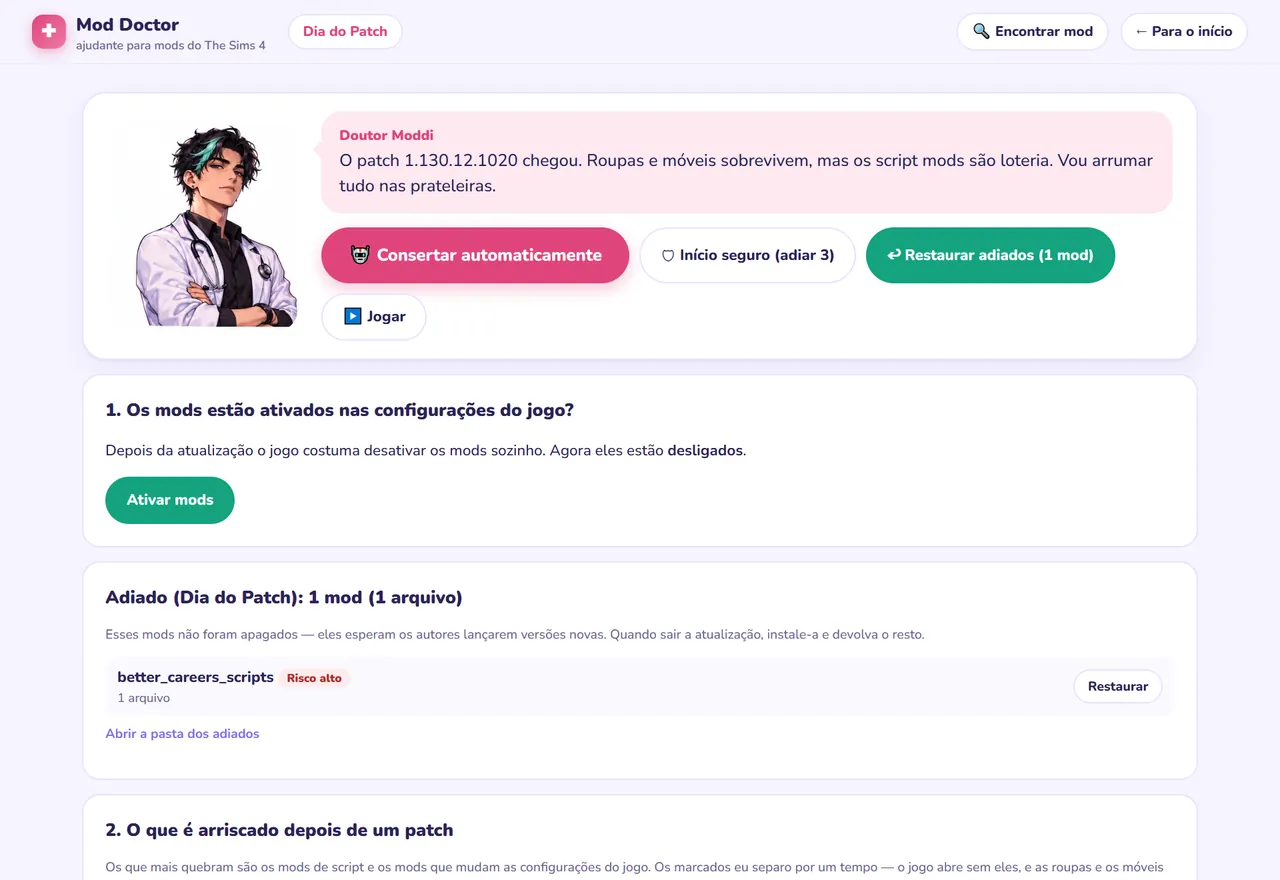 Mod Doctor
ajudante para mods do The Sims 4
Dia do Patch
🔍 Encontrar mod
← Para o início
Doutor Moddi
O patch 1.130.12.1020 chegou. Roupas e móveis sobrevivem, mas os script mods são loteria. Vou arrumar
tudo nas prateleiras.
Consertar automaticamente
Início seguro (adiar 3)
↩ Restaurar adiados (1 mod)
▶ Jogar
1. Os mods estão ativados nas configurações do jogo?
Depois da atualização o jogo costuma desativar os mods sozinho. Agora eles estão desligados.
Ativar mods
Adiado (Dia do Patch): 1 mod (1 arquivo)
Esses mods não foram apagados — eles esperam os autores lançarem versões novas. Quando sair a atualização, instale-a e devolva o resto.
better_careers_scripts Risco alto
1 arquivo
Restaurar
Abrir a pasta dos adiados
2. O que é arriscado depois de um patch
Os que mais quebram são os mods de script e os mods que mudam as configurações do jogo. Os marcados eu separo por um tempo — o jogo abre sem eles, e as roupas e os móveis